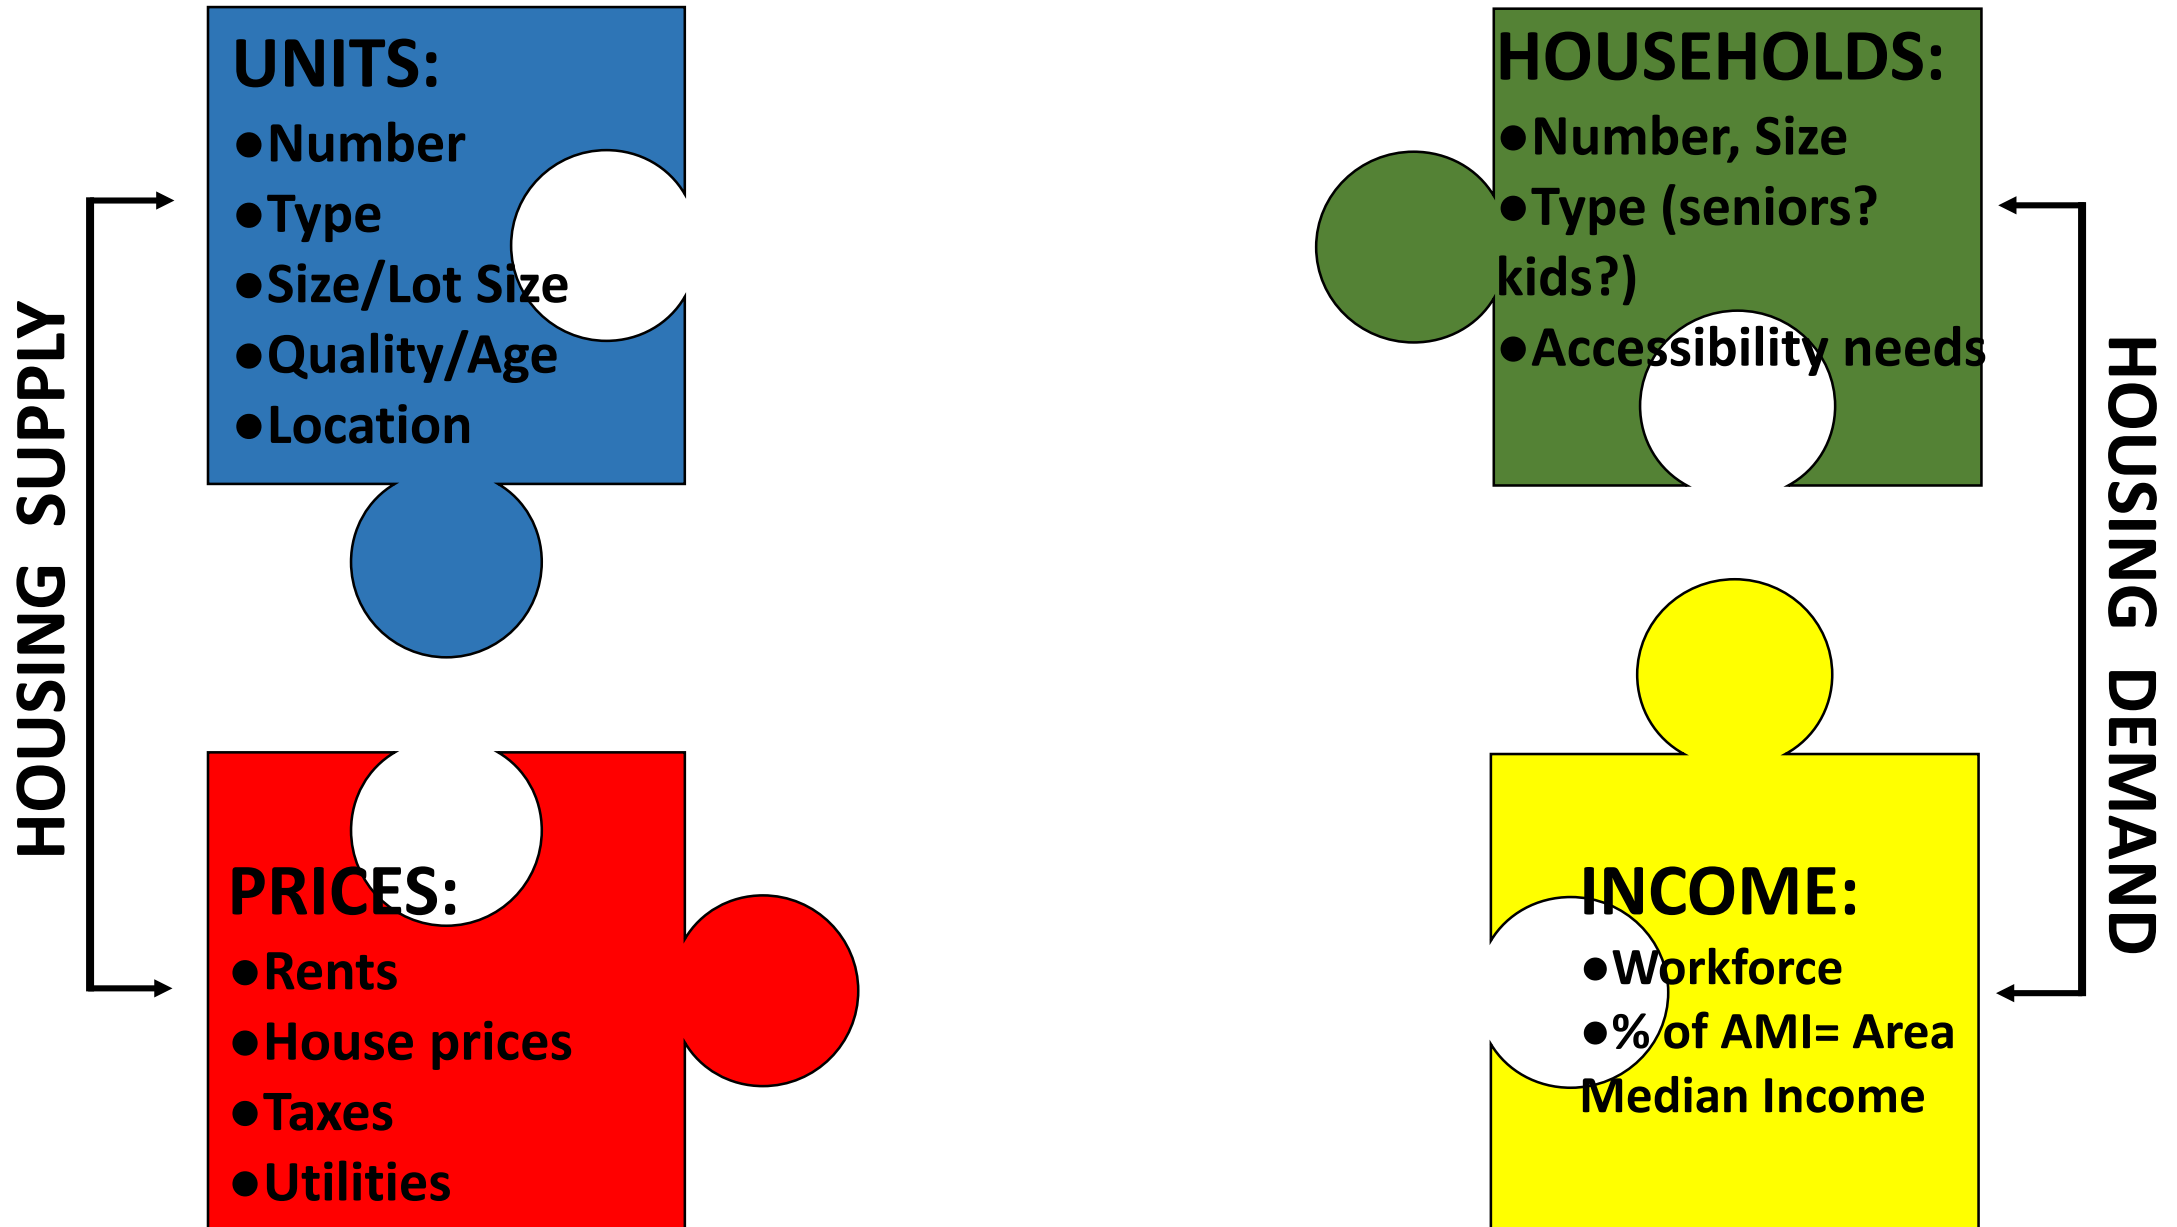 HOUSING SUPPLY
UNITS:
●Number
●Type
●Size/Lot Size
●Quality/Age
●Location
PRICES:
●Rents
●House prices
●Taxes
●Utilities
HOUSEHOLDS:
●Number, Size
●Type (seniors?
kids?)
●Accessibility needs
INCOME:
●Workforce
●% of AMI= Area
Median Income
HOUSING DEMAND